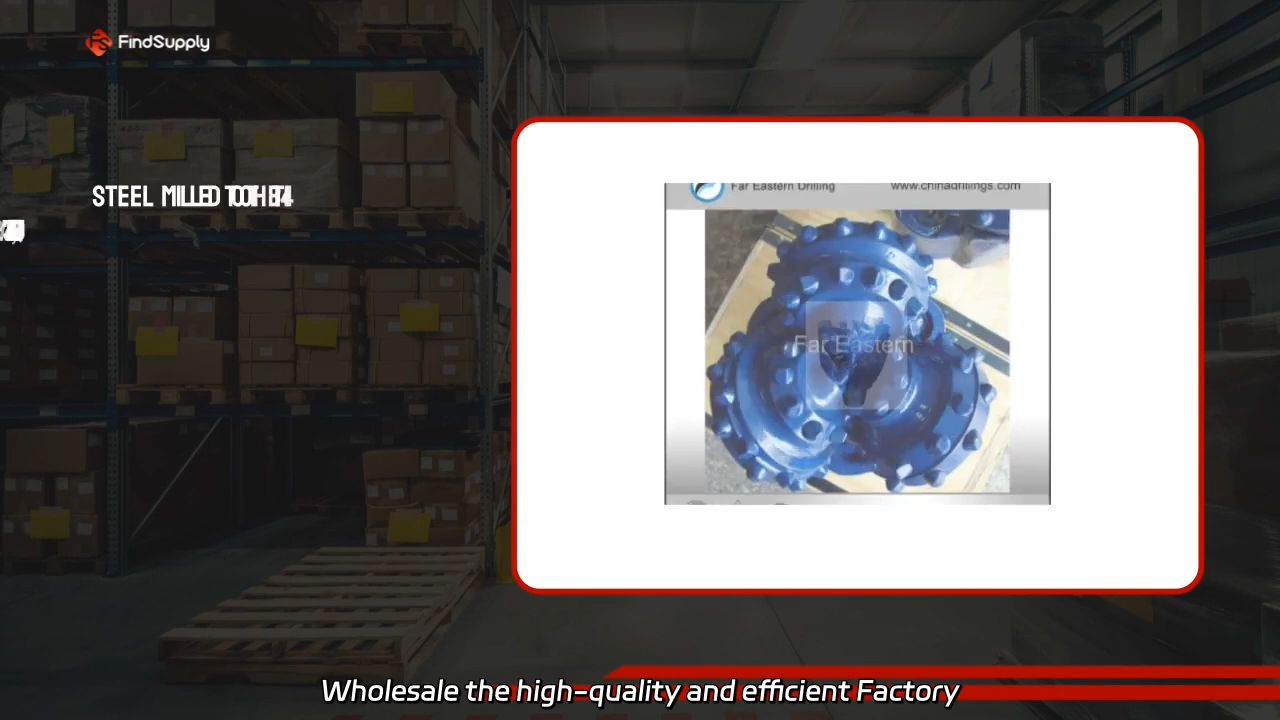 FindSupply
STEEL MILLED
Far Eastern Drilling www.chinadrillings.com
Far Eastern
Wholesale the high-quality and efficient Factory